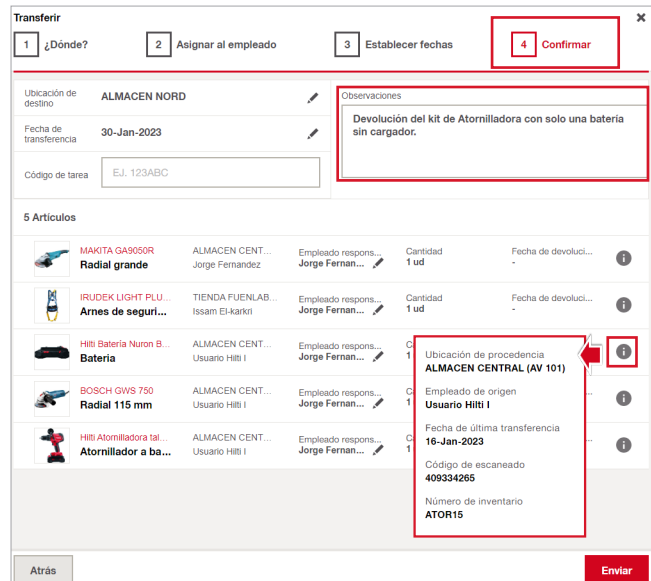 Transferir
1 ¿Dónde? 2 Asignar al empleado 3 Establecer fechas 4 Confirmar
Ubicación de destino
ALMACEN NORD
Fecha de transferencia
30-Jan-2023
Código de tarea
EJ. 123ABC
Observaciones
Devolución del kit de Atornilladora con solo una batería
sin cargador.
5 Artículos
MAKITA GA9050R ALMACEN CENT... Empleado respons... Cantidad Fecha de devoluci...
Radial grande Jorge Fernandez Jorge Fernan... 1 ud -
IRUDEK LIGHT PLU... TIENDA FUENLAB... Empleado respons... Cantidad Fecha de devoluci...
Arnes de seguri... Issam El-karkri Jorge Fernan... 1 ud -
Hilti Batería Nuron B... ALMACEN CENT... Empleado respons...
Bateria Usuario Hilti I Jorge Fernan... 1
BOSCH GWS 750 ALMACEN CENT... Empleado respons...
Radial 115 mm Usuario Hilti I Jorge Fernan... 1
Hilti Atornilladora tal... ALMACEN CENT... Empleado respons...
Atornillador a ba... Usuario Hilti I Jorge Fernan... 1
Ubicación de procedencia
ALMACEN CENTRAL (AV 101)
Empleado de origen
Usuario Hilti I
Fecha de última transferencia
16-Jan-2023
Código de escaneado
409334265
Número de inventario
ATOR15
Atrás
Enviar